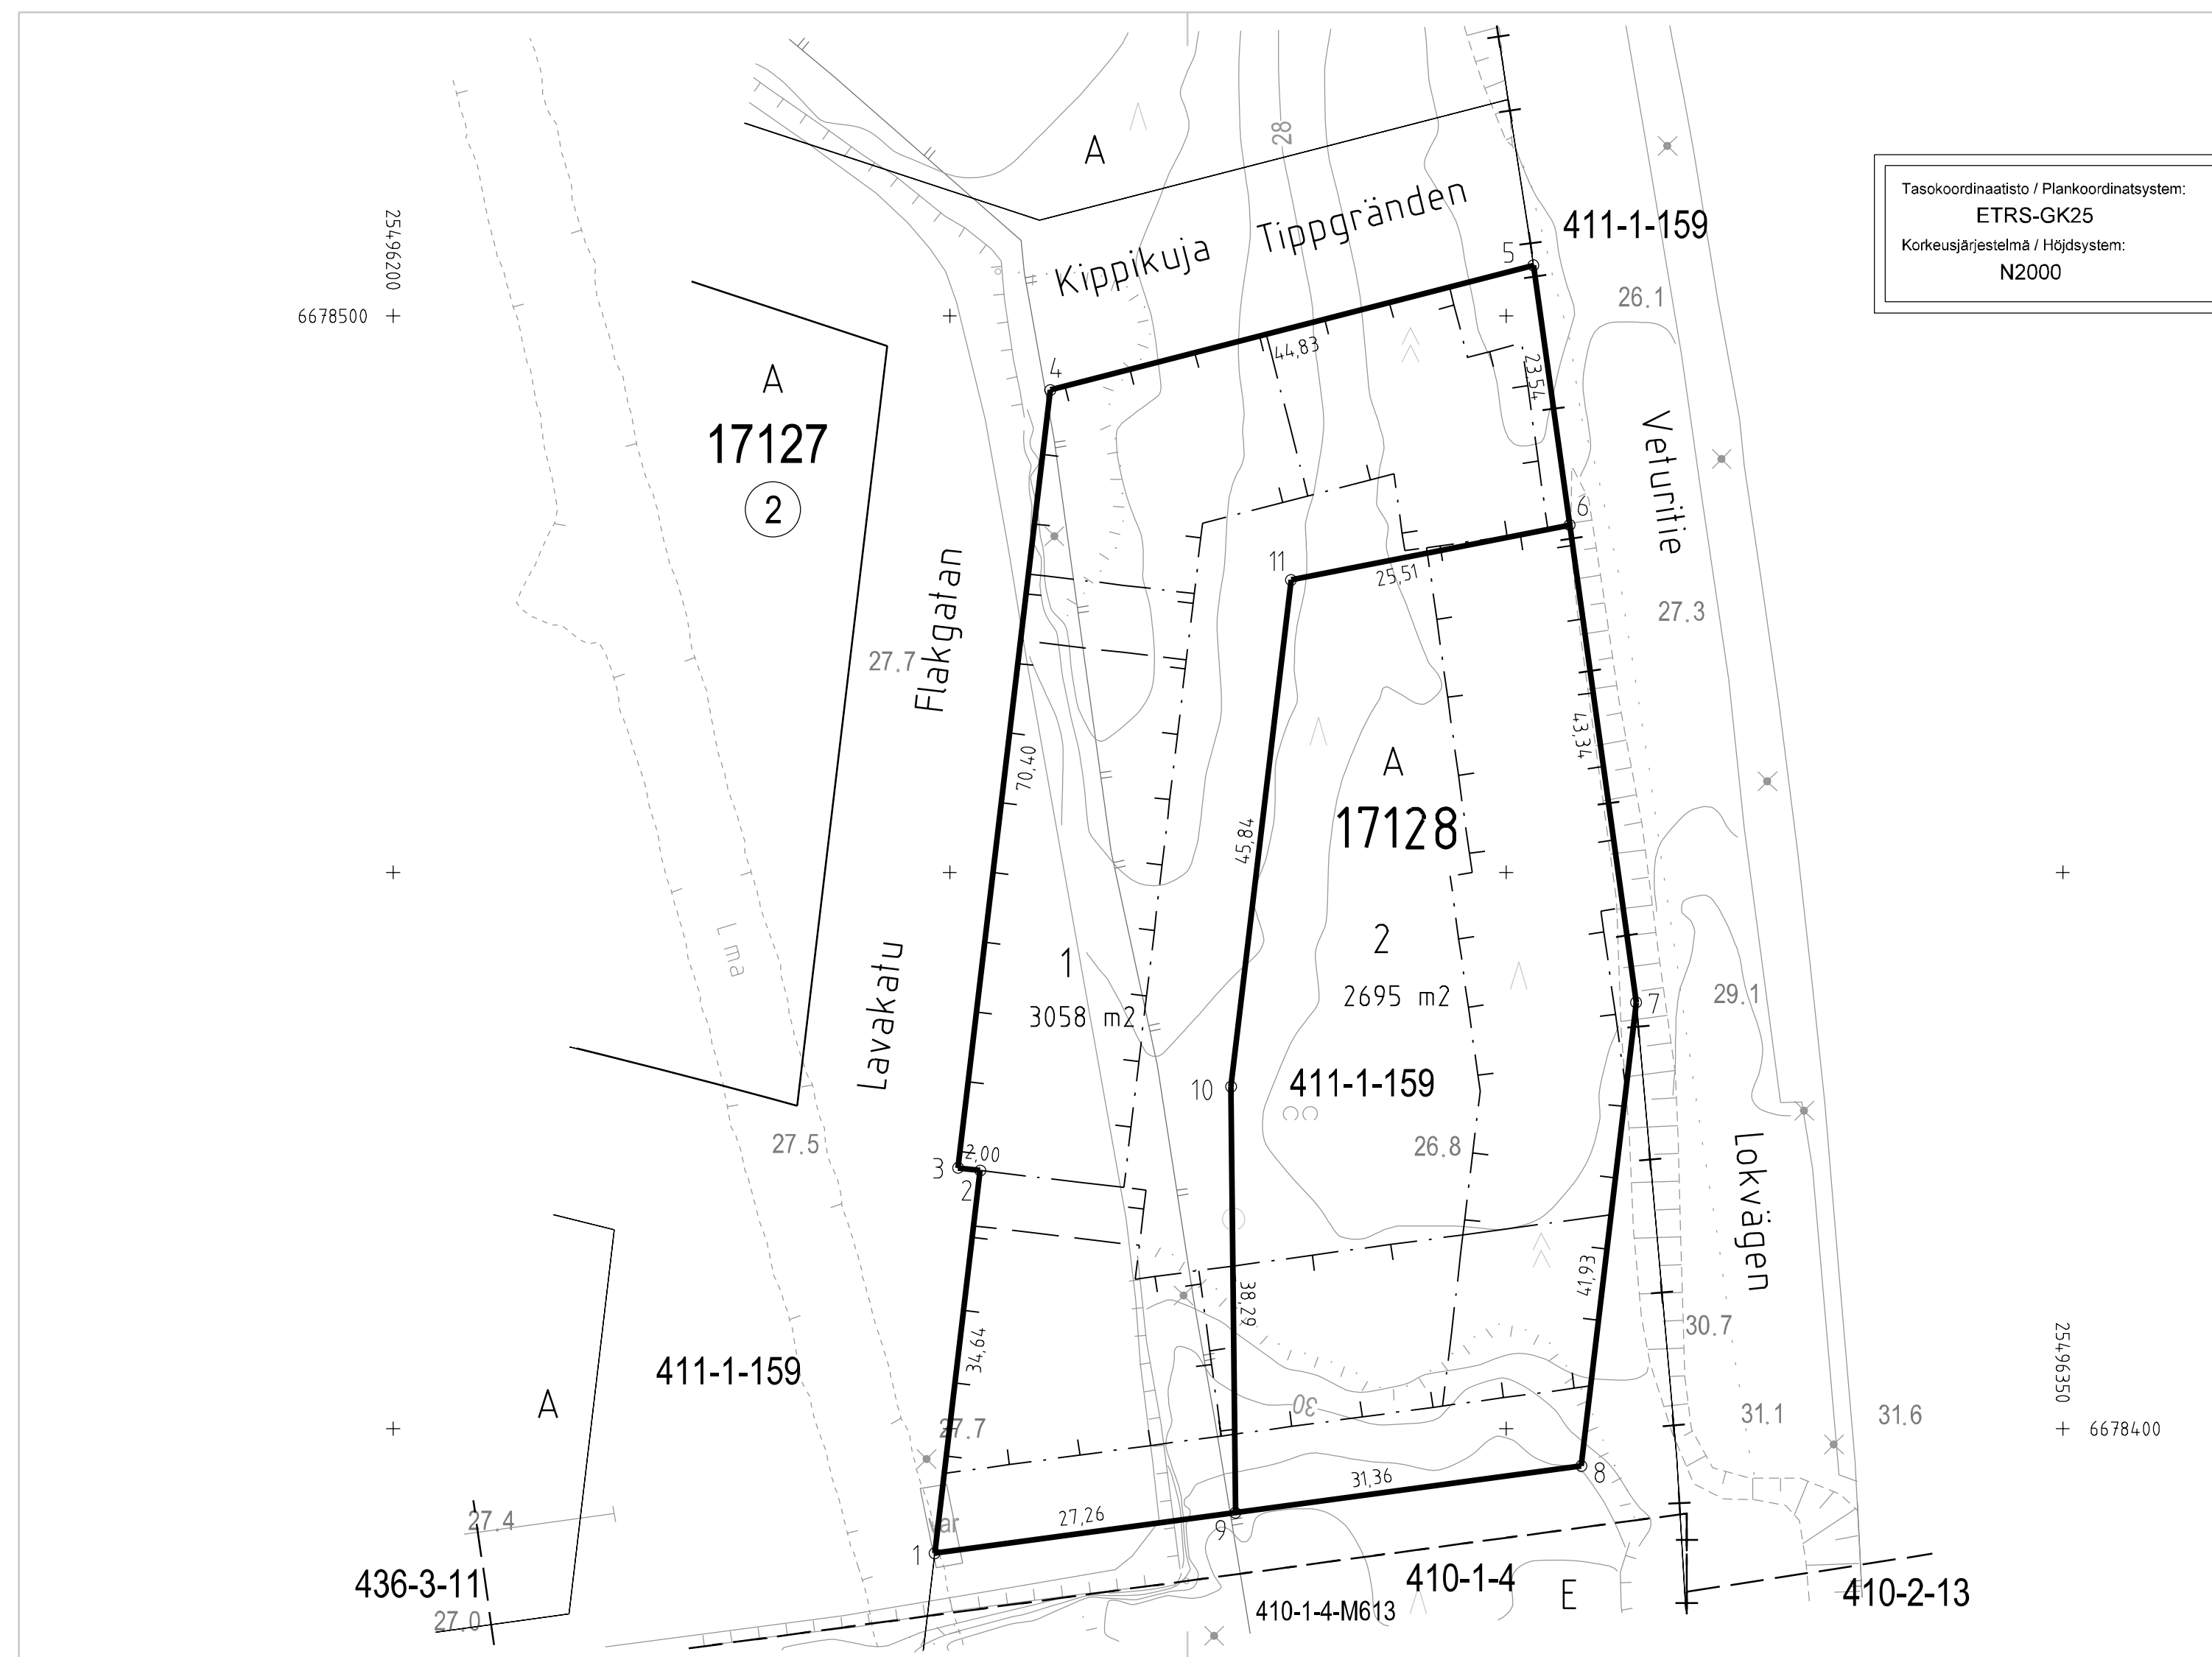 A
28
Kippikuja Tippgränden
5
411-1-159
Tasokoordinaatisto / Plankoordinatsystem:
ETRS-GK25
Korkeusjärjestelmä / Höjdsystem:
N2000
25496200
6678500
26.1
44,83
23,54
4
A
17127
2
Veturitie
6
11
25,51
27.3
27.7
Flakgatan
70,40
43,34
A
17128
45,84
2
2695 m2
1
3058 m2
Lavakatu
29.1
7
10
411-1-159
27.5
26.8
3
2,00
2
Lokvägen
38,29
41,93
30.7
34,64
411-1-159
A
27.7
30
31.1
31.6
25496350
6678400
31,36
8
27,26
9
27.4
var
1
436-3-11
27.0
410-1-4
E
410-1-4-M613
410-2-13